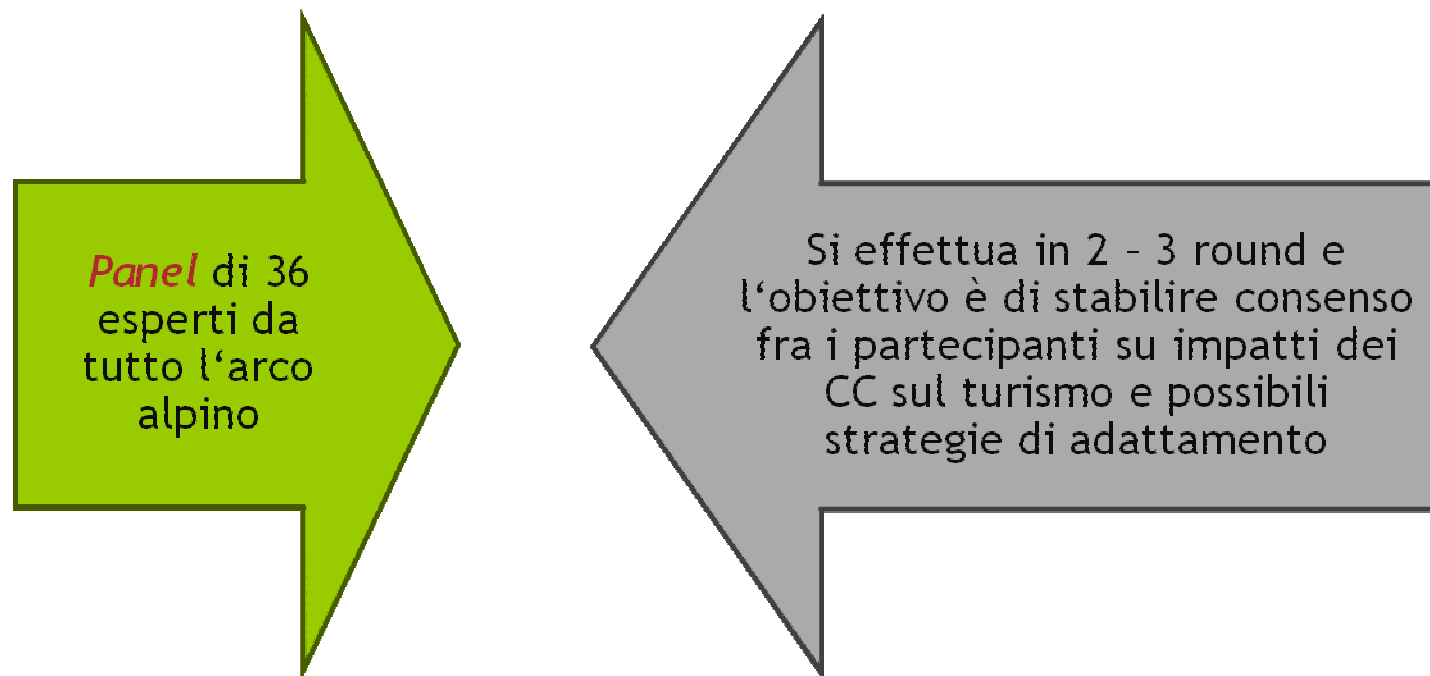 Panel di 36
esperti da
tutto l‘arco
alpino
Si effettua in 2 – 3 round e
l‘obiettivo è di stabilire consenso
fra i partecipanti su impatti dei
CC sul turismo e possibili
strategie di adattamento